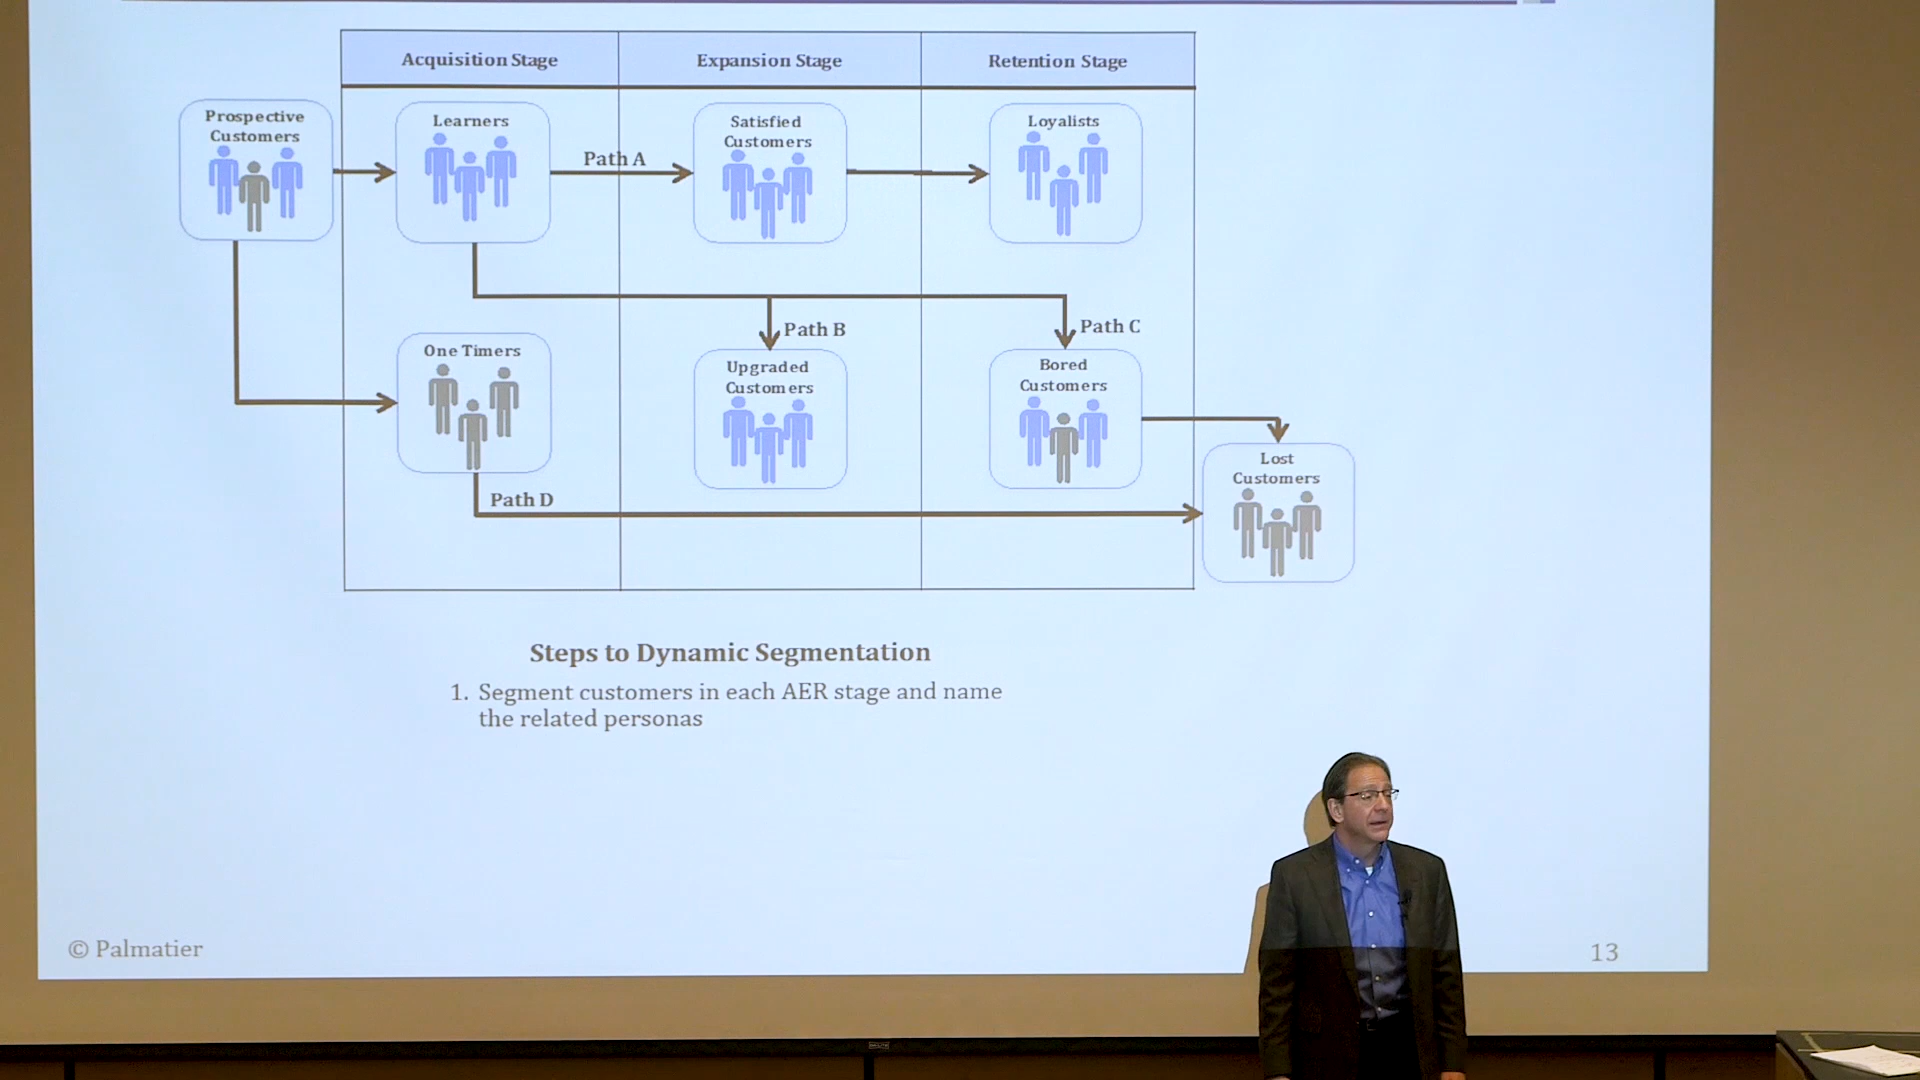 Acquisition Stage
Expansion Stage
Retention Stage
Prospective
Customers
Learners
Path A
Satisfied
Customers
Loyalists
Path B
Path C
One Timers
Upgraded
Customers
Bored
Customers
Path D
Lost
Customers
Steps to Dynamic Segmentation
1. Segment customers in each AER stage and name
the related personas
© Palmatier
13